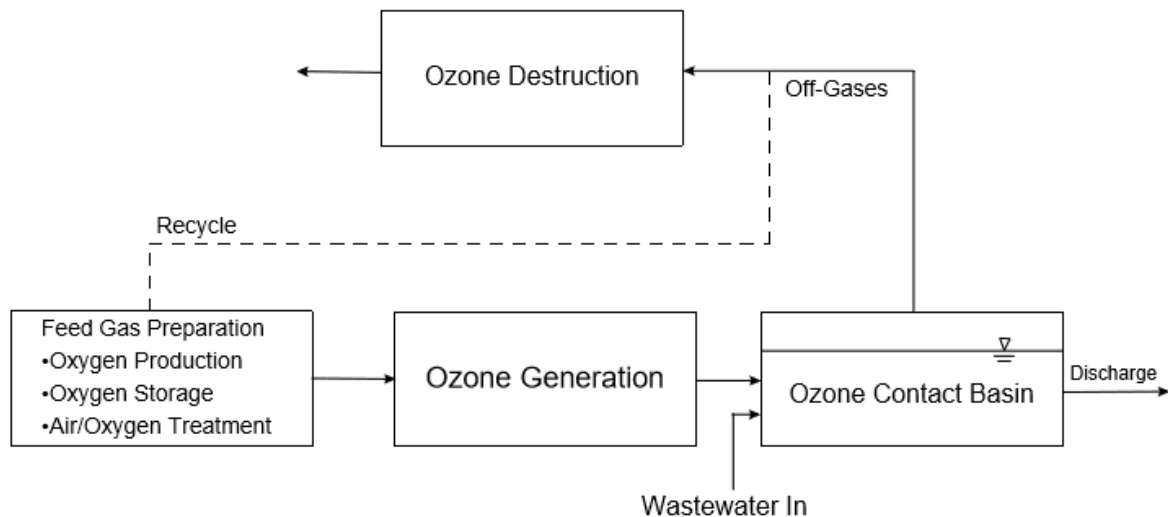 Ozone Destruction
Off-Gases
Recycle
Feed Gas Preparation
•Oxygen Production
•Oxygen Storage
•Air/Oxygen Treatment
Ozone Generation
Ozone Contact Basin
Discharge
Wastewater In